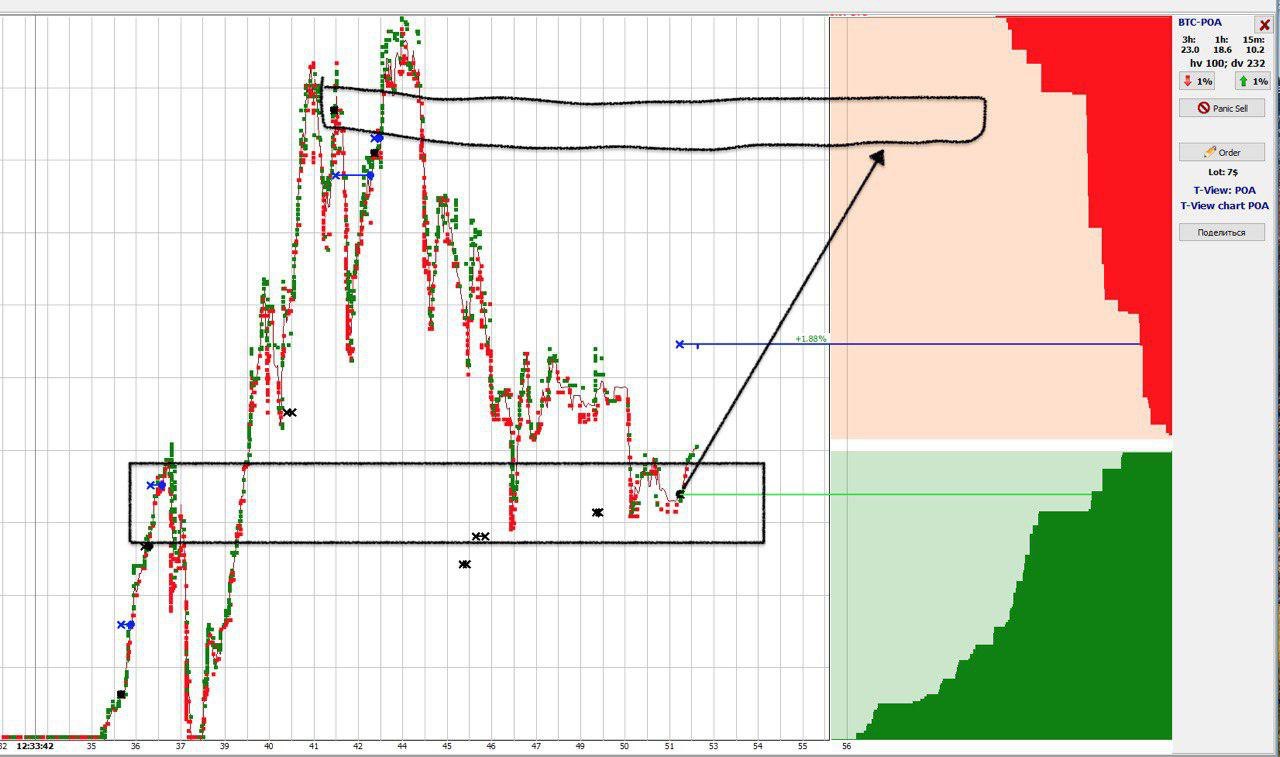 BTC-POA
3h: 1h: 15m:
23.0 18.6 10.2
hv 100; dv 232
1% 1%
Panic Sell
Order
Lot: 7$
T-View: POA
T-View chart POA
Поделиться
+1.88%
32 12:33:42 35 36 37 39 40 41 42 44 45 47 49 50 51 53 54 55 56